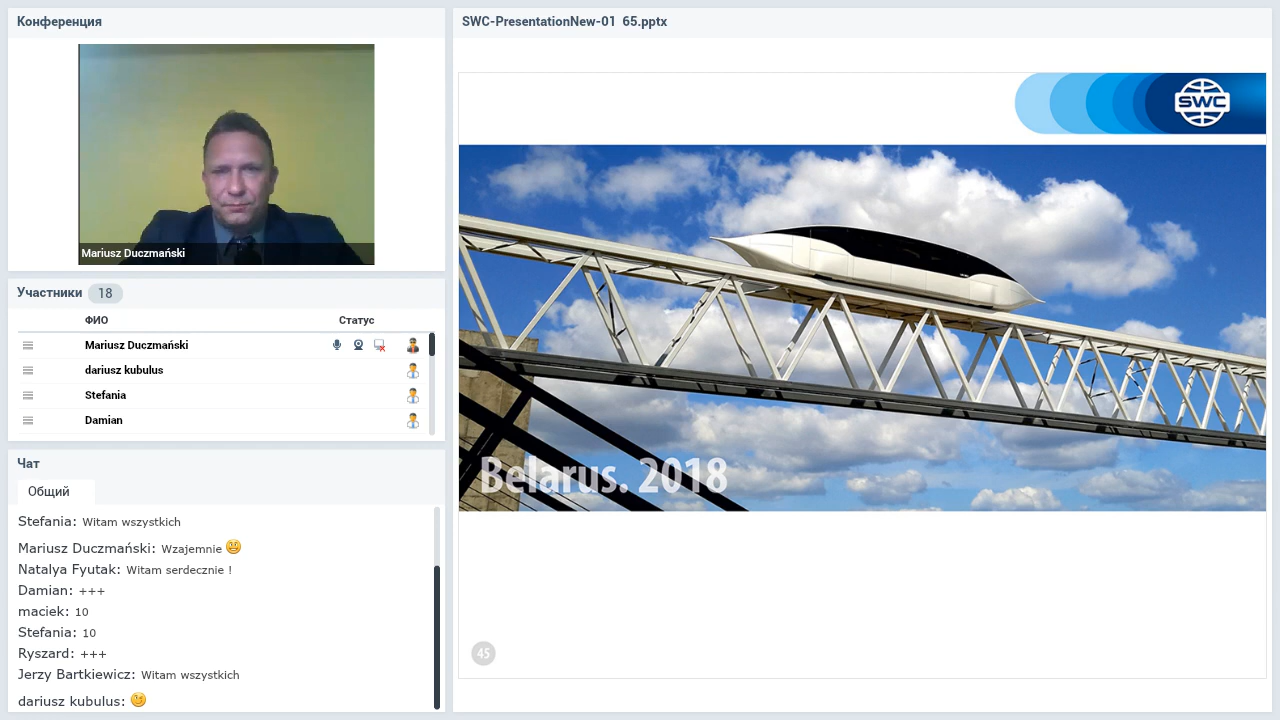 Конференция
Mariusz Duczmański
Участники 18
ФИО Статус
Mariusz Duczmański
dariusz kubulus
Stefania
Damian
Чат
Общий
Stefania: Witam wszystkich
Mariusz Duczmański: Wzajemnie
Natalya Fyutak: Witam serdecznie !
Damian: +++
maciek: 10
Stefania: 10
Ryszard: +++
Jerzy Bartkiewicz: Witam wszystkich
dariusz kubulus:
SWC-PresentationNew-01 65.pptx
SWC
Belarus. 2018
45